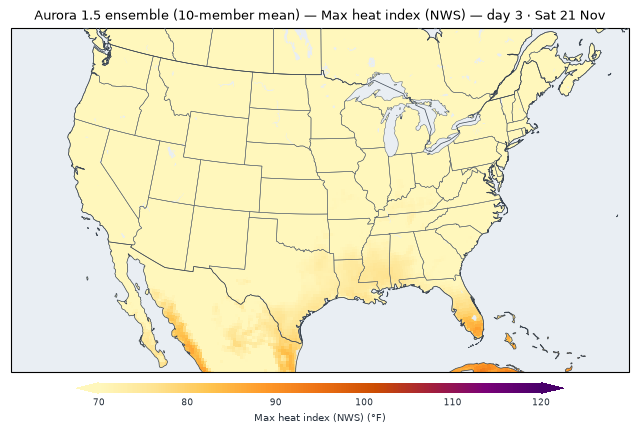 Aurora 1.5 ensemble (10-member mean) — Max heat index (NWS) — day 3 · Sat 21 Nov
70 80 90 100 110 120
Max heat index (NWS) (°F)